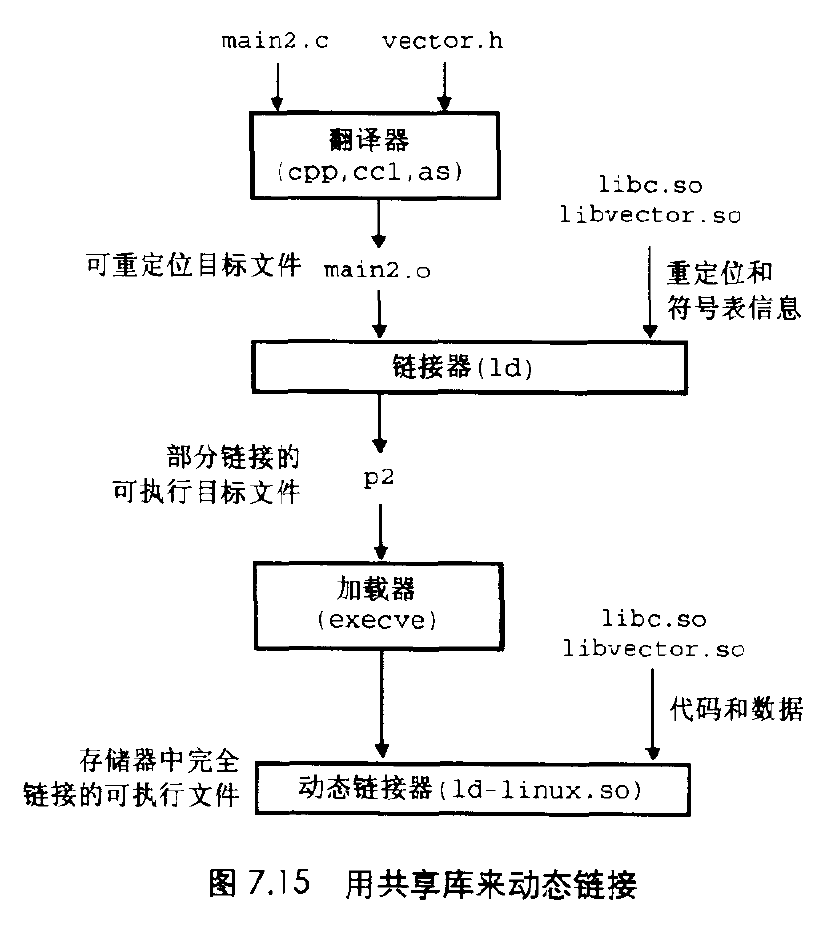 main2.c vector.h
翻译器
(cpp,cc1,as)
libc.so
libvector.so
可重定位目标文件 main2.o
重定位和
符号表信息
链接器(ld)
部分链接的
可执行目标文件
p2
加载器
(execve)
libc.so
libvector.so
代码和数据
存储器中完全
链接的可执行文件
动态链接器(ld-linux.so)
图 7.15 用共享库来动态链接